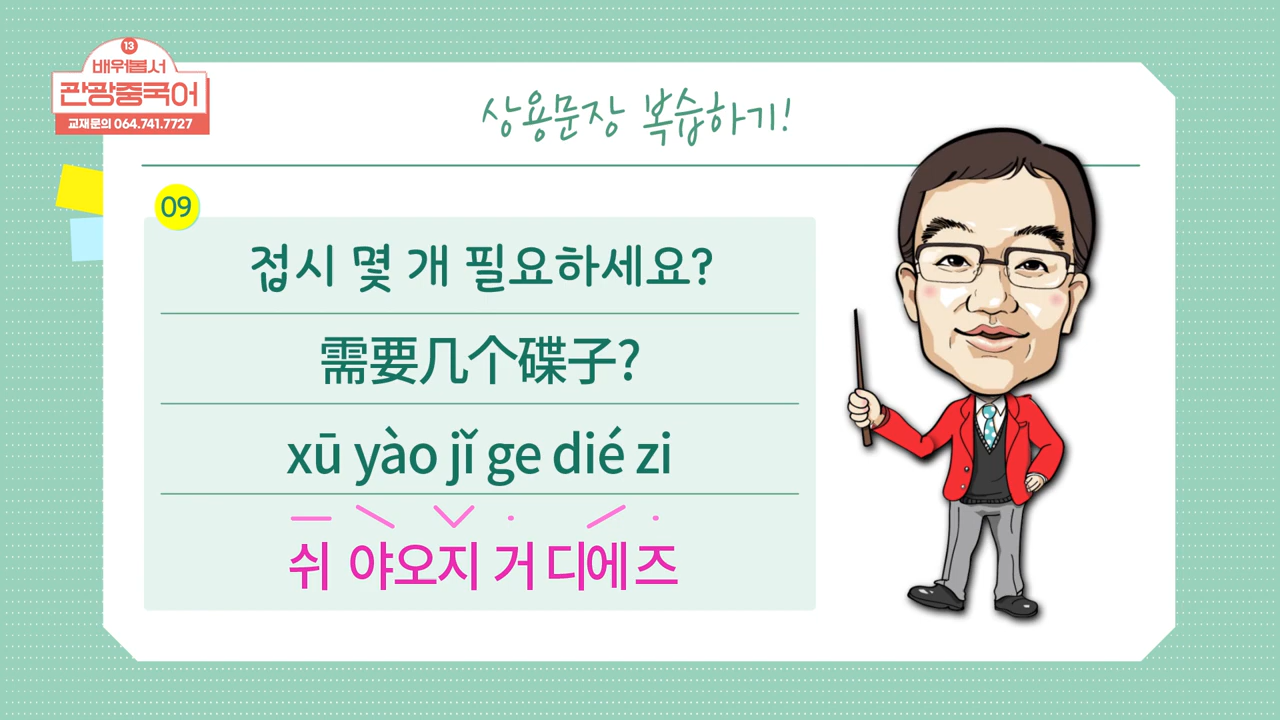 13
배워봅서
관광중국어
교재문의 064.741.7727
상용문장 복습하기!
09
접시 몇 개 필요하세요?
需要几个碟子?
xū yào jǐ ge dié zi
쉬 야오지 거 디에즈